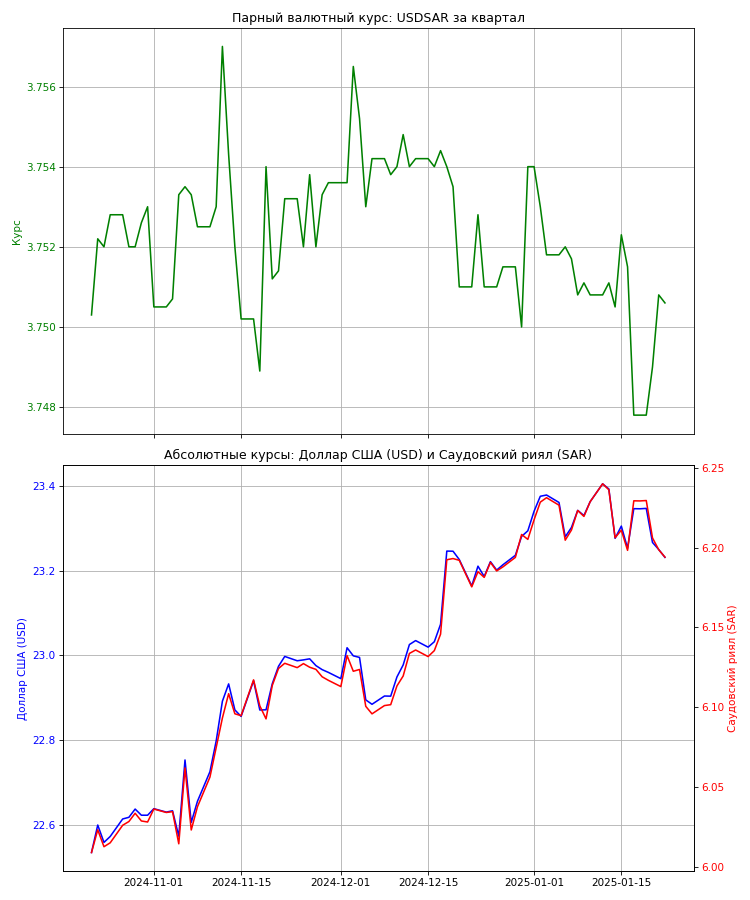 Парный валютный курс: USDSAR за квартал
Курс
3.756
3.754
3.752
3.750
3.748
Абсолютные курсы: Доллар США (USD) и Саудовский риял (SAR)
Доллар США (USD)
23.4
23.2
23.0
22.8
22.6
6.25
6.20
6.15
6.10
6.05
6.00
Саудовский риял (SAR)
2024-11-01 2024-11-15 2024-12-01 2024-12-15 2025-01-01 2025-01-15